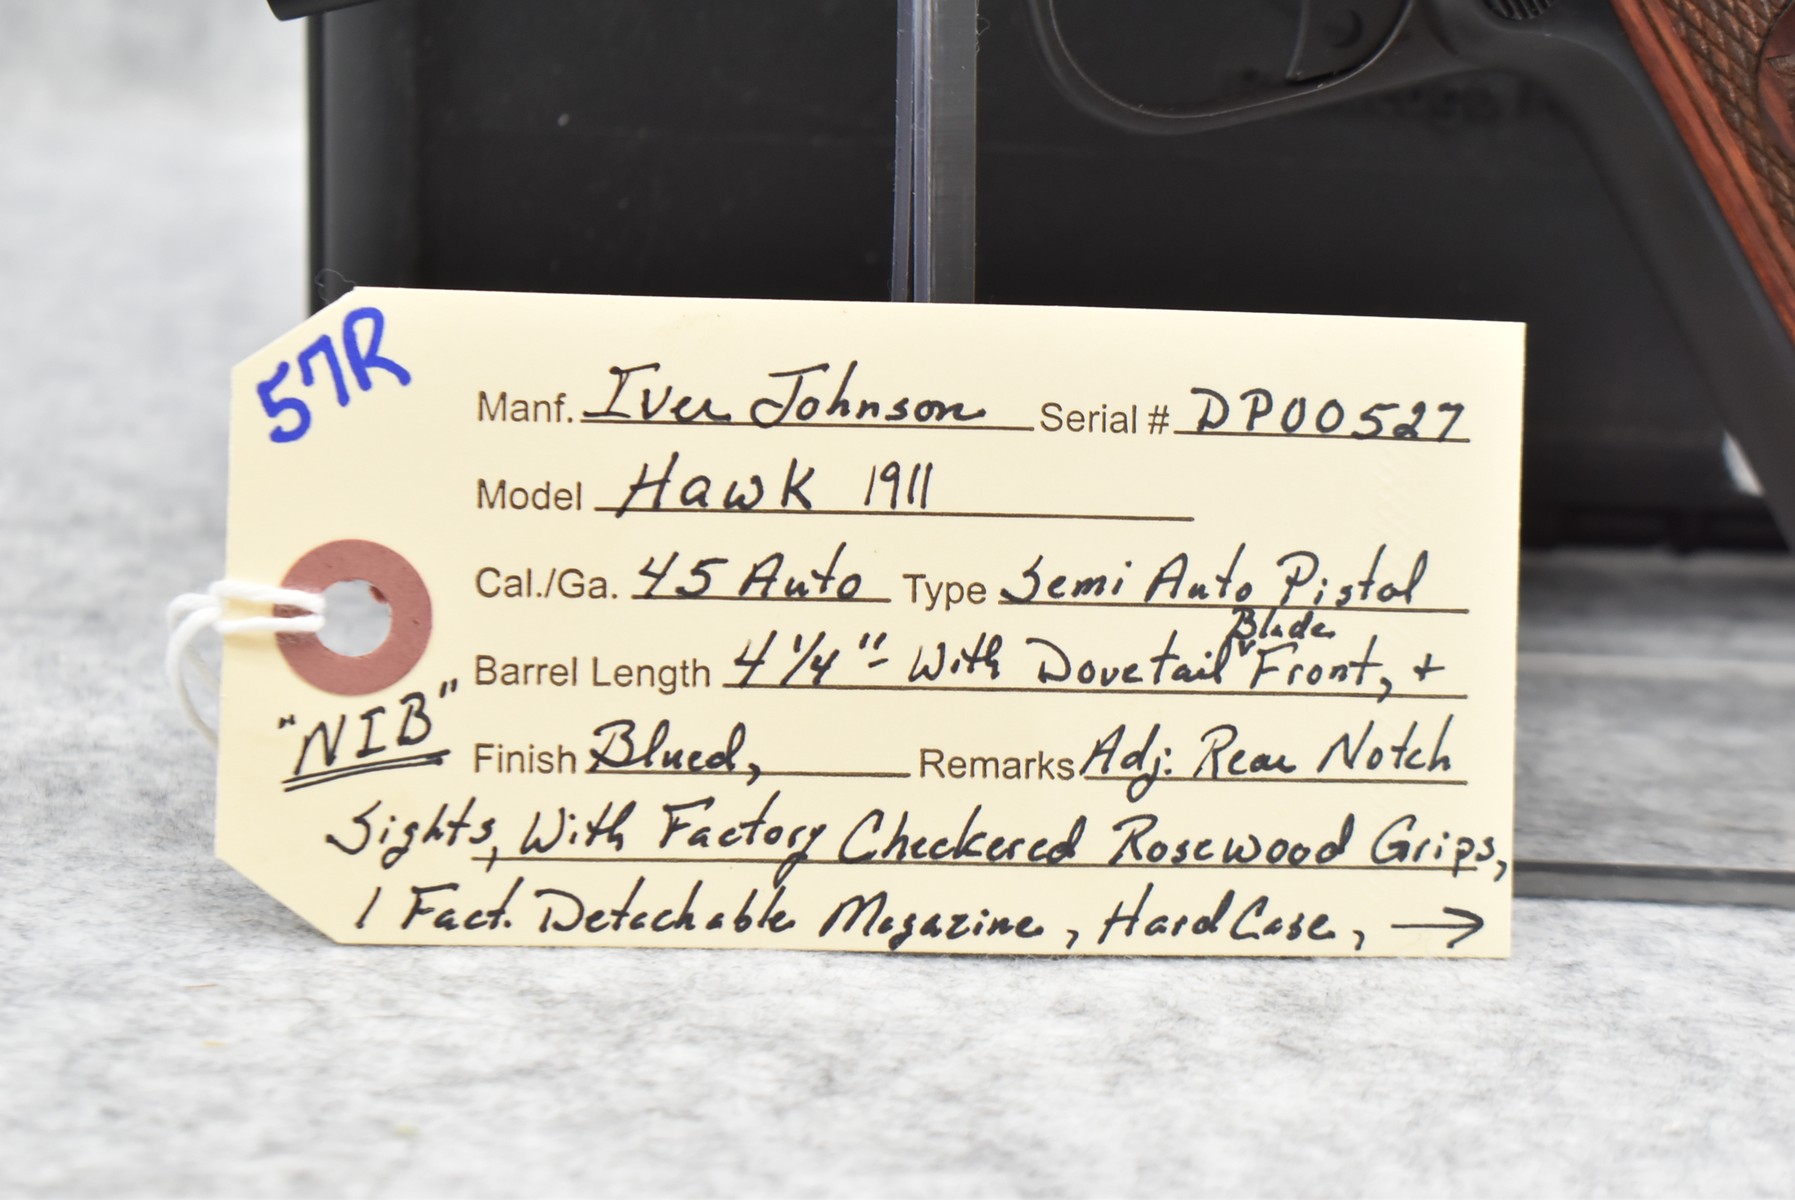 57R
Manf. Iver Johnson Serial # DP00527
Model Hawk 1911
Cal./Ga. 45 Auto Type Semi Auto Pistol
Barrel Length 4 1/4"- With Dovetail Blade Front, +
"NIB"
Finish Blued, Remarks Adj. Rear Notch
Sights, With Factory Checkered Rosewood Grips,
1 Fact. Detachable Magazine, Hard Case, →